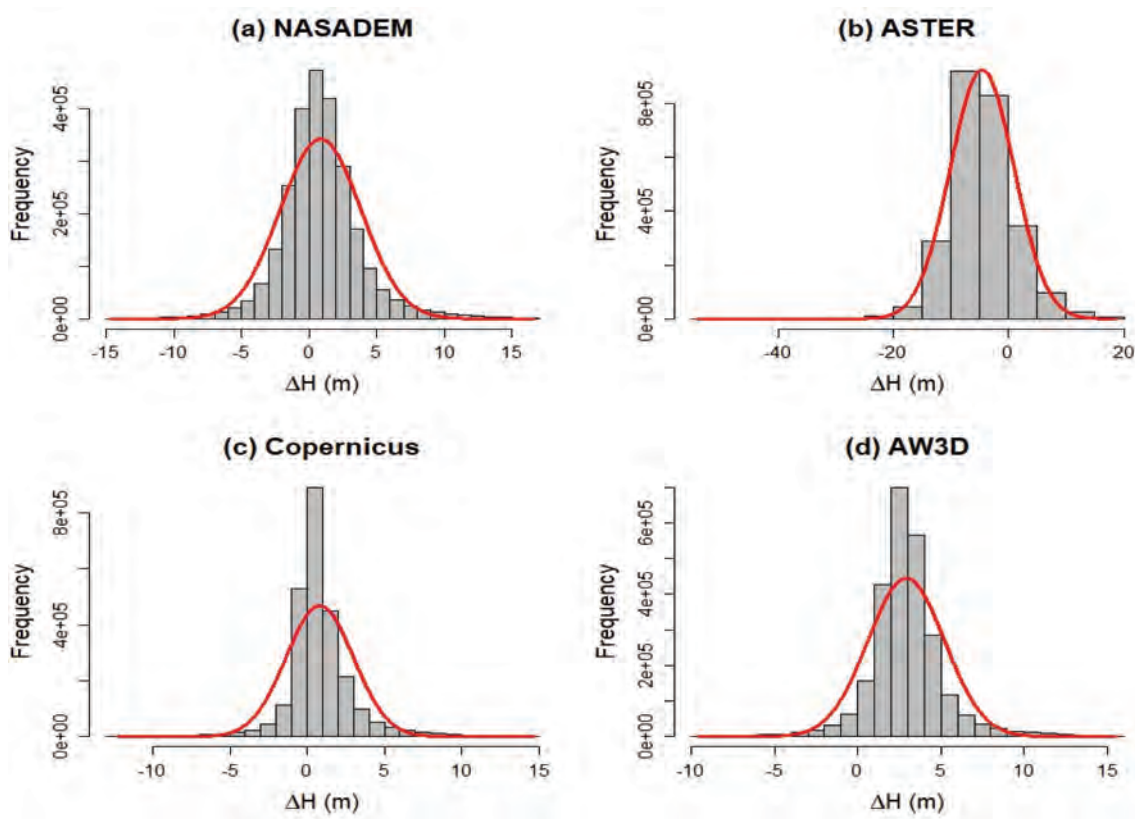 (a) NASADEM
Frequency
0e+00 2e+05 4e+05
-15 -10 -5 0 5 10 15
ΔH (m)
(b) ASTER
Frequency
0e+00 4e+05 8e+05
-40 -20 0 20
ΔH (m)
(c) Copernicus
Frequency
0e+00 4e+05 8e+05
-10 -5 0 5 10 15
ΔH (m)
(d) AW3D
Frequency
0e+00 2e+05 4e+05 6e+05
-10 -5 0 5 10 15
ΔH (m)